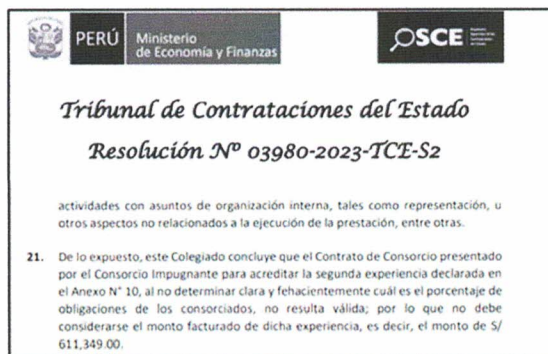 PERÚ
Ministerio
de Economía y Finanzas
OSCE
Tribunal de Contrataciones del Estado
Resolución Nº 03980-2023-TCE-S2
actividades con asuntos de organización interna, tales como representación, u
otros aspectos no relacionados a la ejecución de la prestación, entre otras.
21. De lo expuesto, este Colegiado concluye que el Contrato de Consorcio presentado
por el Consorcio Impugnante para acreditar la segunda experiencia declarada en
el Anexo N° 10, al no determinar clara y fehacientemente cuál es el porcentaje de
obligaciones de los consorciados, no resulta válida; por lo que no debe
considerarse el monto facturado de dicha experiencia, es decir, el monto de S/
611,349.00.